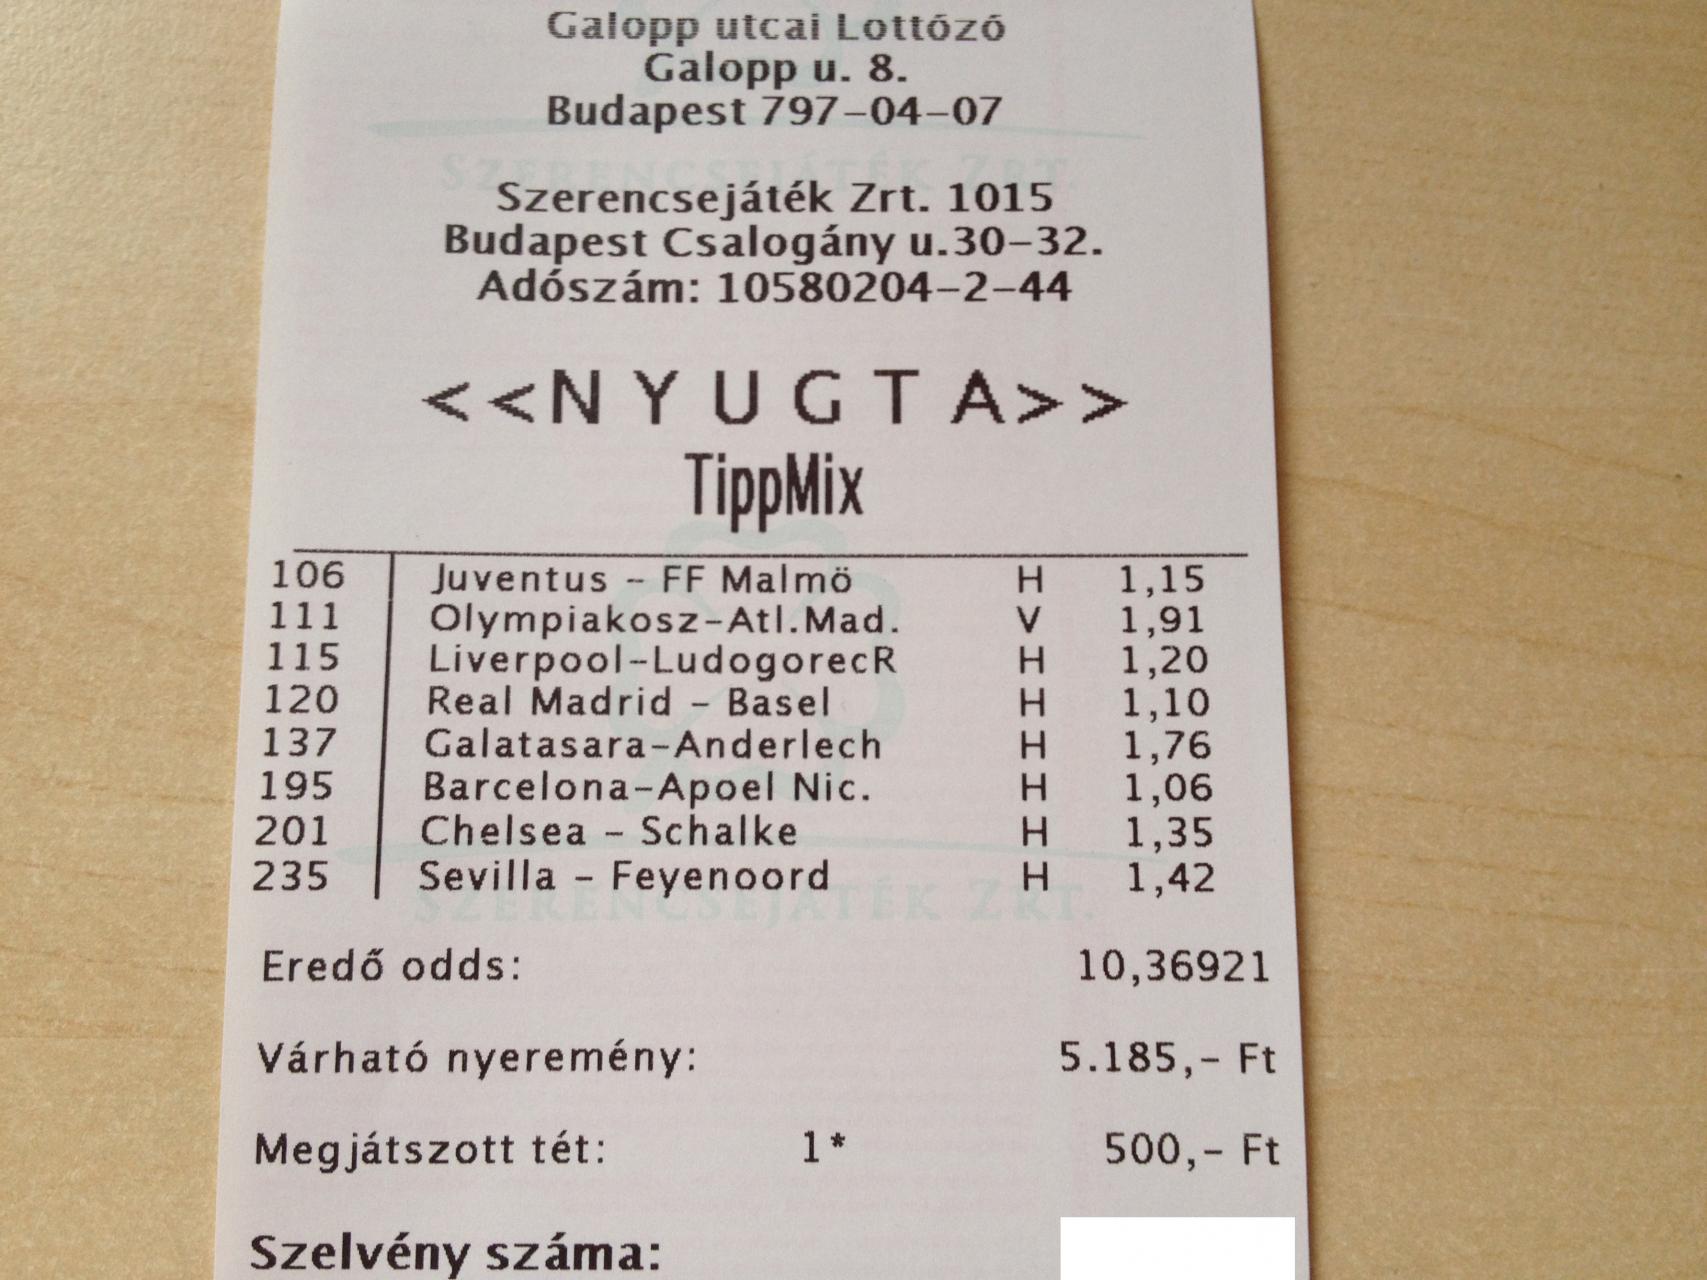 Galopp utcai Lottózó
Galopp u. 8.
Budapest 797-04-07
SZERENCSEJÁTÉK ZRT.
Szerencsejáték Zrt. 1015
Budapest Csalogány u.30-32.
Adószám: 10580204-2-44
<<NYUGTA>>
TippMix
106 Juventus - FF Malmö H 1,15
111 Olympiakosz-Atl.Mad. V 1,91
115 Liverpool-LudogorecR H 1,20
120 Real Madrid - Basel H 1,10
137 Galatasara-Anderlech H 1,76
195 Barcelona-Apoel Nic. H 1,06
201 Chelsea - Schalke H 1,35
235 Sevilla - Feyenoord H 1,42
SZERENCSEJÁTÉK ZRT.
Eredő odds: 10,36921
Várható nyeremény: 5.185,- Ft
Megjátszott tét: 1* 500,- Ft
Szelvény száma: